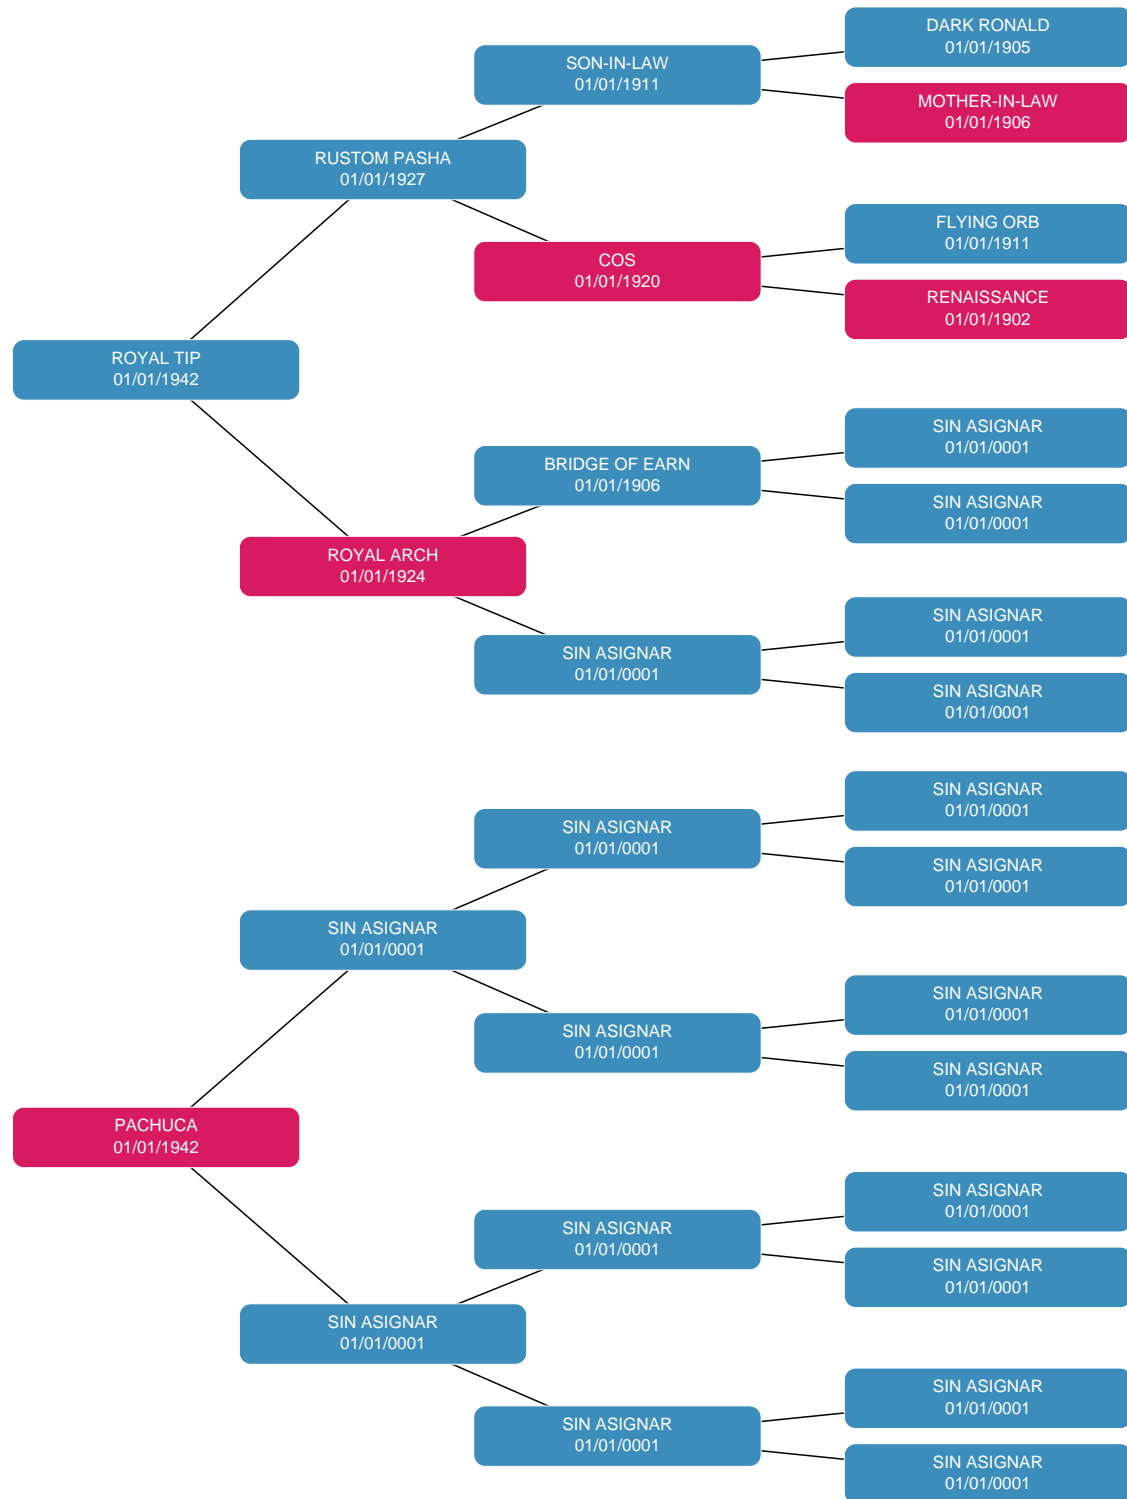 DARK RONALD
01/01/1905
SON-IN-LAW
01/01/1911
MOTHER-IN-LAW
01/01/1906
RUSTOM PASHA
01/01/1927
FLYING ORB
01/01/1911
COS
01/01/1920
RENAISSANCE
01/01/1902
ROYAL TIP
01/01/1942
SIN ASIGNAR
01/01/0001
BRIDGE OF EARN
01/01/1906
SIN ASIGNAR
01/01/0001
ROYAL ARCH
01/01/1924
SIN ASIGNAR
01/01/0001
SIN ASIGNAR
01/01/0001
SIN ASIGNAR
01/01/0001
SIN ASIGNAR
01/01/0001
SIN ASIGNAR
01/01/0001
SIN ASIGNAR
01/01/0001
SIN ASIGNAR
01/01/0001
SIN ASIGNAR
01/01/0001
SIN ASIGNAR
01/01/0001
SIN ASIGNAR
01/01/0001
PACHUCA
01/01/1942
SIN ASIGNAR
01/01/0001
SIN ASIGNAR
01/01/0001
SIN ASIGNAR
01/01/0001
SIN ASIGNAR
01/01/0001
SIN ASIGNAR
01/01/0001
SIN ASIGNAR
01/01/0001
SIN ASIGNAR
01/01/0001